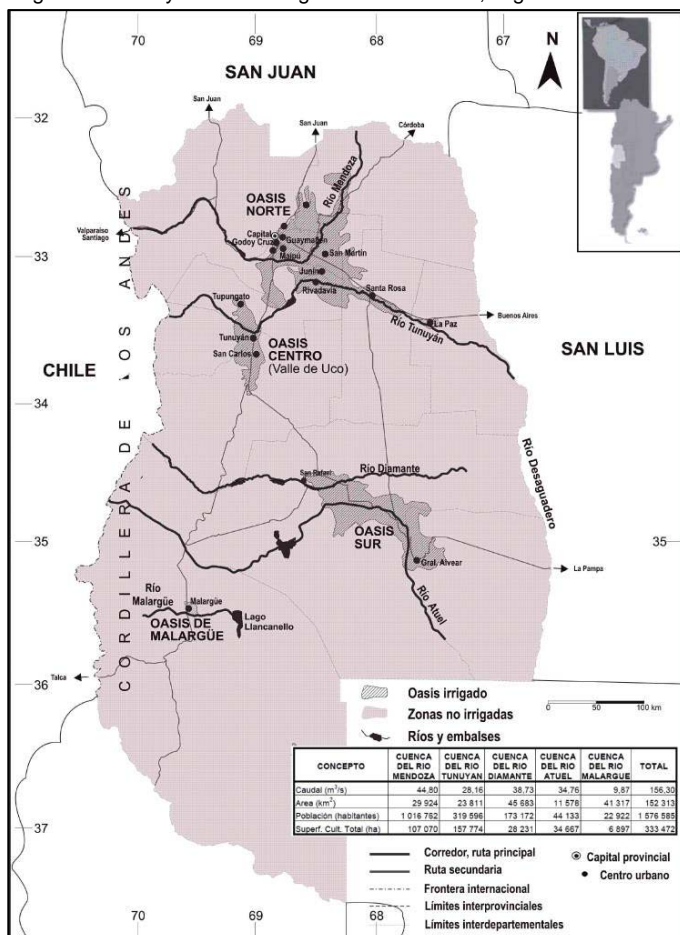 70
69
68
67
N
SAN JUAN
San Juan
San Juan
Córdoba
32
OASIS
NORTE
Río Mendoza
Valparaiso
Santiago
Capital
Godoy Cruz
Guaymallén
Maipú
San Martín
33
Junín
Rivadavia
Santa Rosa
Tupungato
Buenos Aires
La Paz
Río Tunuyán
Tunuyán
San Carlos
OASIS
CENTRO
(Valle de Uco)
CHILE
SAN LUIS
CORDILLERA DE LOS ANDES
34
San Rafael
Río Diamante
Río Desaguadero
35
35
OASIS
SUR
Gral. Alvear
La Pampa
Río Atuel
Río
Malargüe
Malargüe
OASIS DE
MALARGÜE
Lago
Llancanello
Talca
36
Oasis irrigado
Zonas no irrigadas
Ríos y embalses
0 50 100 km
CONCEPTO CUENCA DEL RIO MENDOZA CUENCA DEL RIO TUNUYAN CUENCA DEL RIO DIAMANTE CUENCA DEL RIO ATUEL CUENCA DEL RIO MALARGUE TOTAL
Caudal (m³/s) 44,80 28,16 38,73 34,76 9,87 156,30
Area (km²) 29 924 23 811 45 683 11 578 41 317 152 313
Población (habitantes) 1 016 762 319 596 173 172 44 133 22 922 1 576 585
Superf. Cult. Total (ha) 107 070 157 774 28 231 34 667 6 897 333 472
37
Corredor, ruta principal
Ruta secundaria
Frontera internacional
Límites interprovinciales
Límites interdepartementales
Capital provincial
Centro urbano
70
69
68